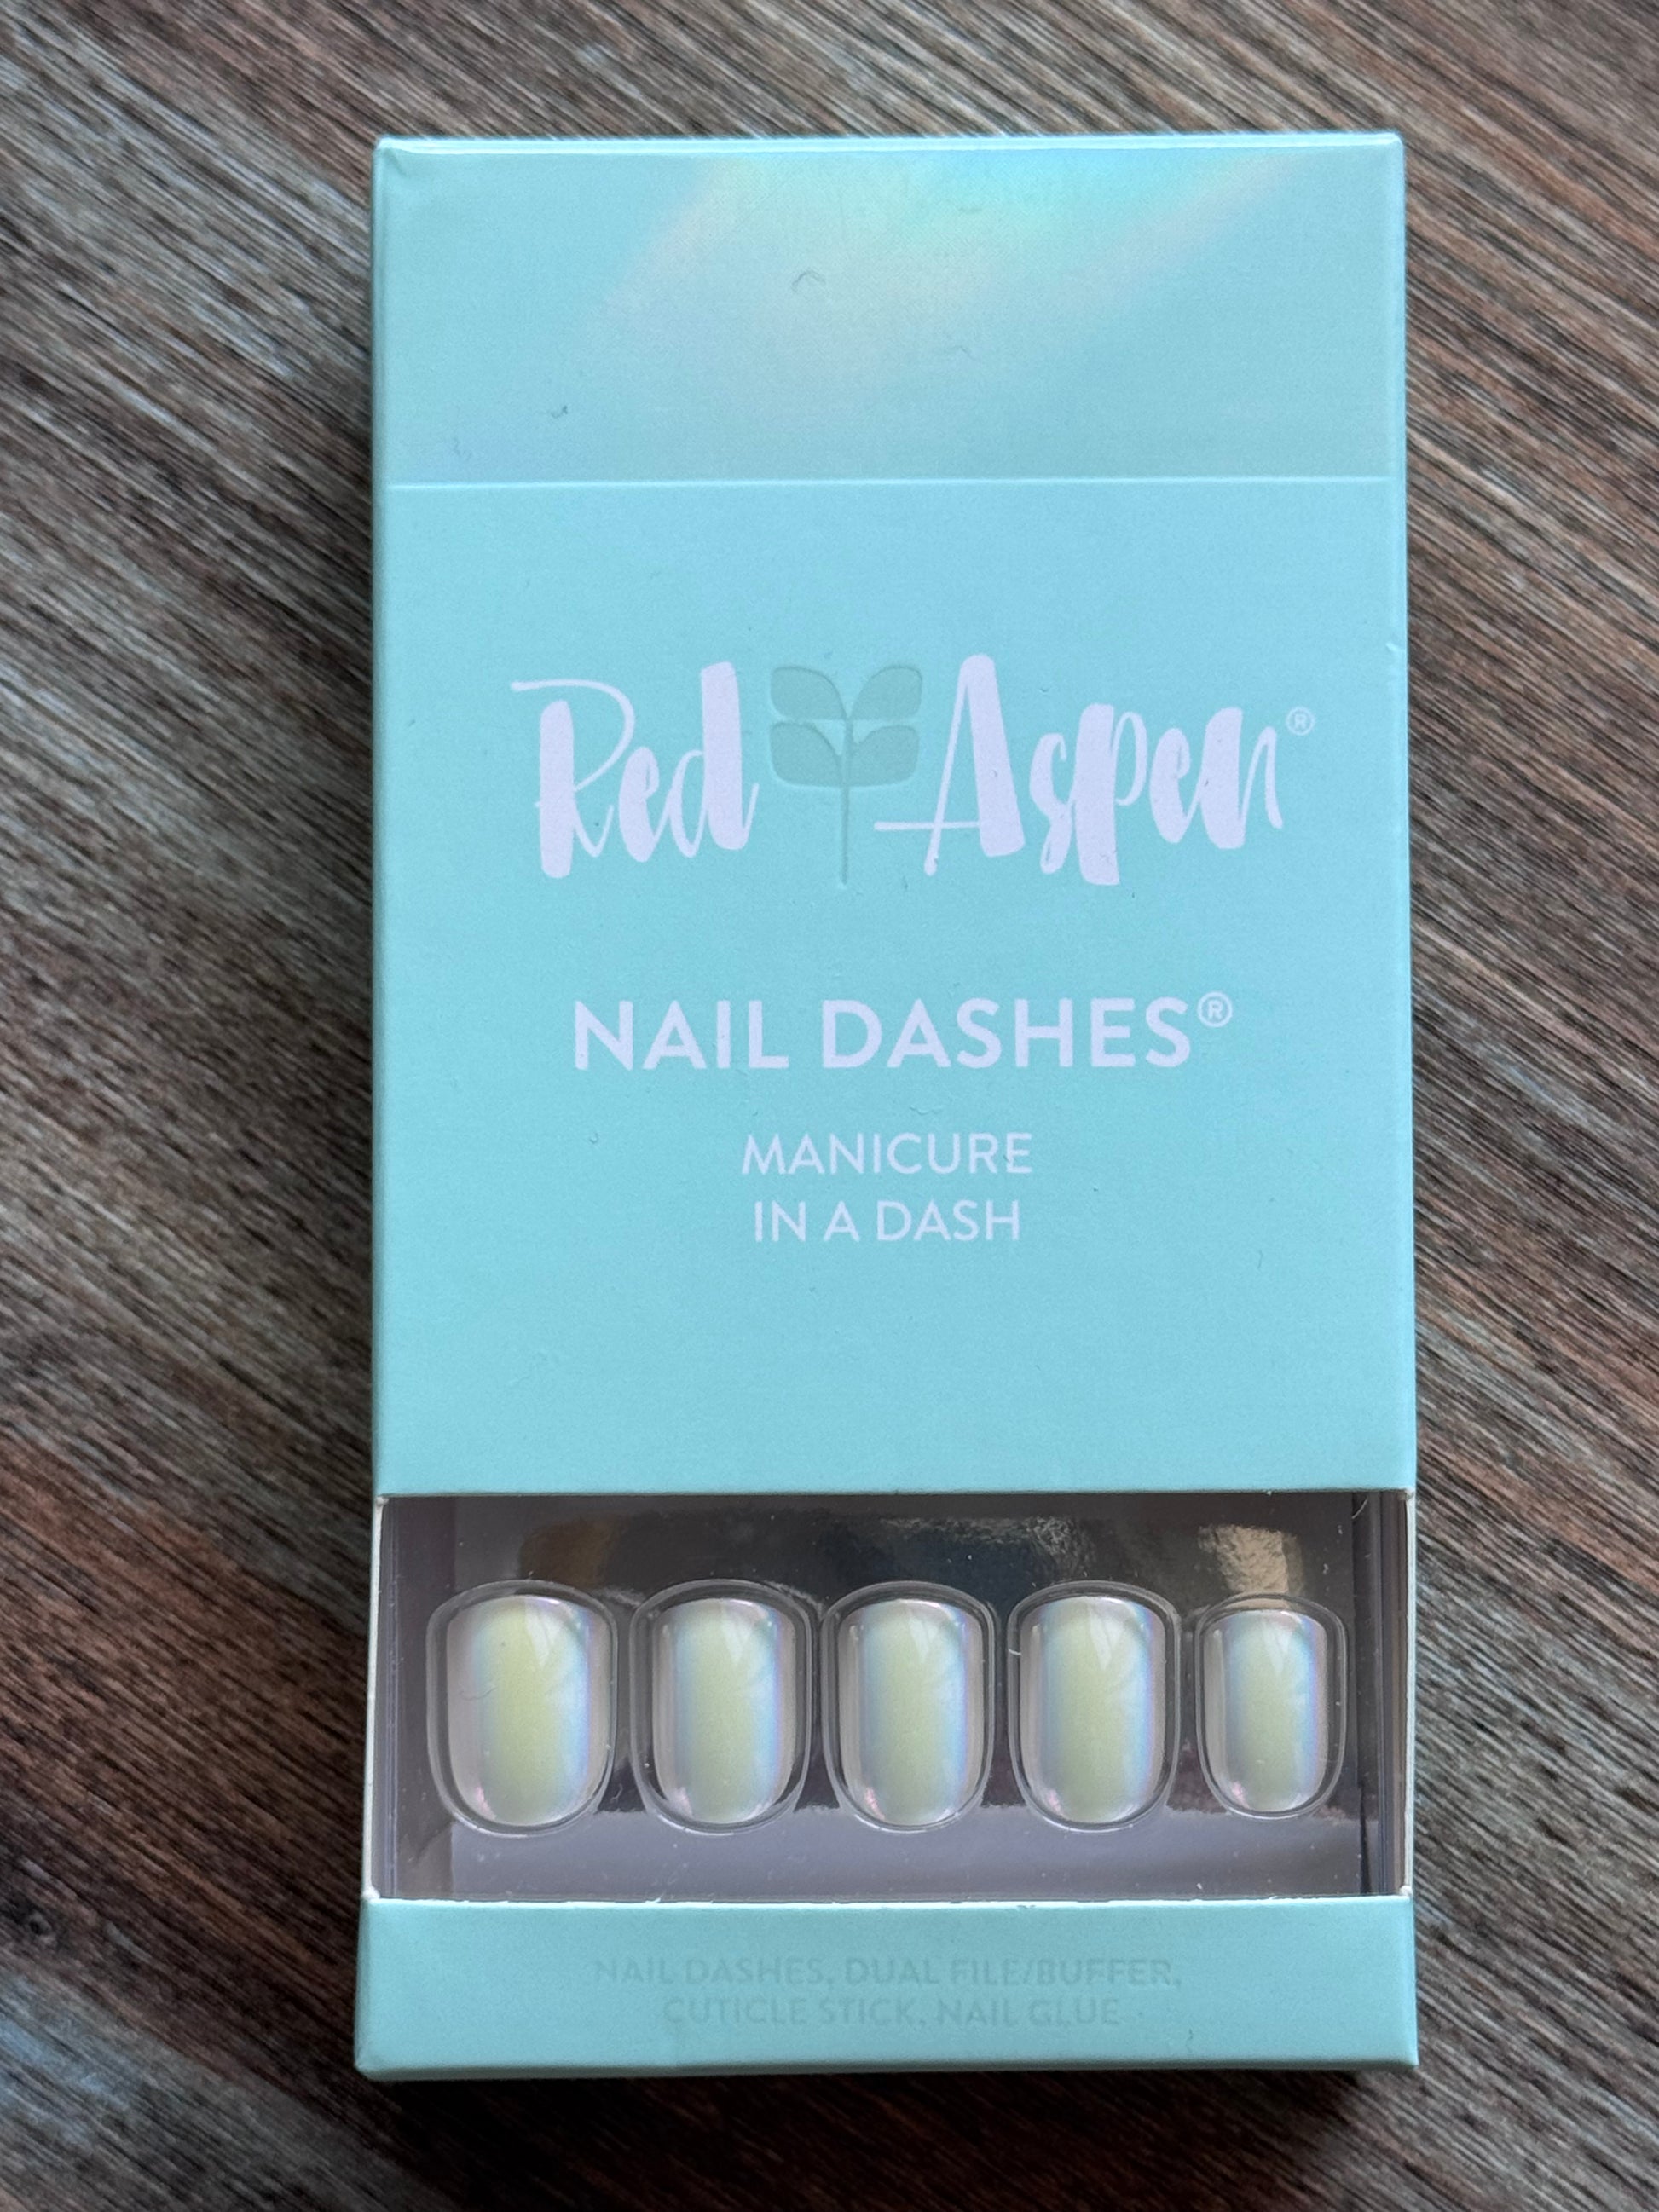 Red Aspen®
NAIL DASHES®
MANICURE
IN A DASH
NAIL DASHES, DUAL FILE/BUFFER,
CUTICLE STICK, NAIL GLUE